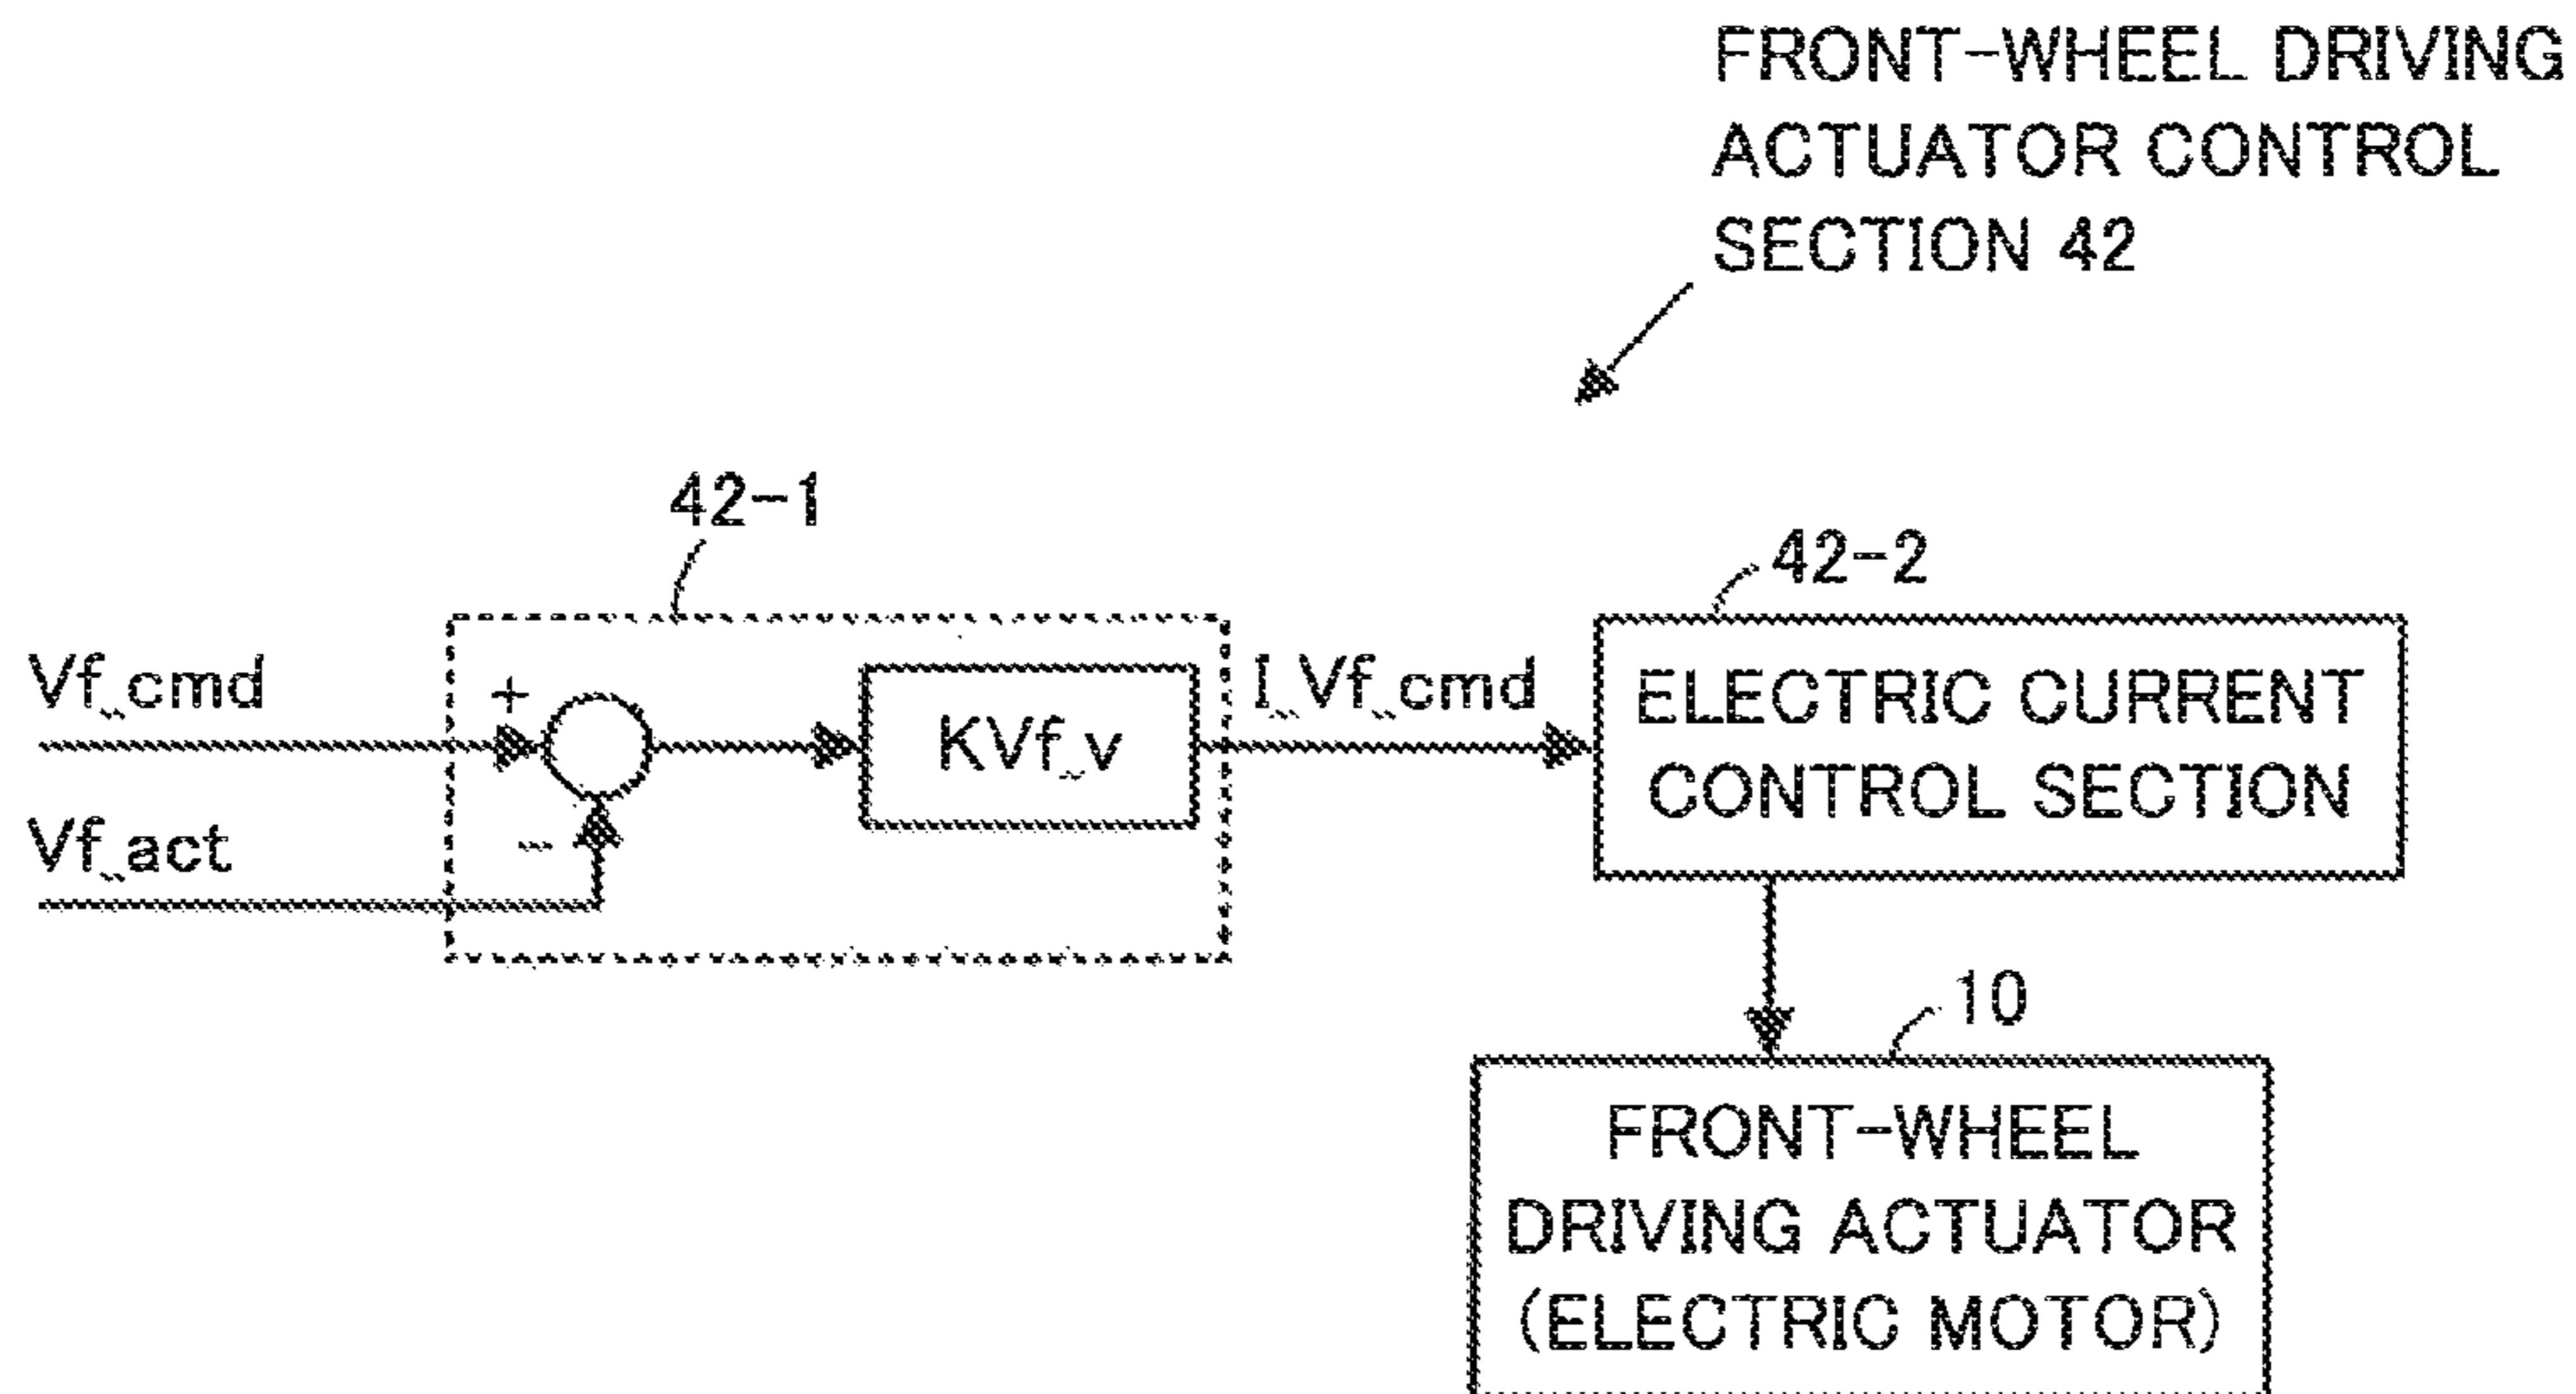 FRONT-WHEEL DRIVING
ACTUATOR CONTROL
SECTION 42
42-1
42-2
Vf_cmd
+
KVf_v
I_Vf_cmd
ELECTRIC CURRENT
CONTROL SECTION
Vf_act
-
10
FRONT-WHEEL
DRIVING ACTUATOR
(ELECTRIC MOTOR)